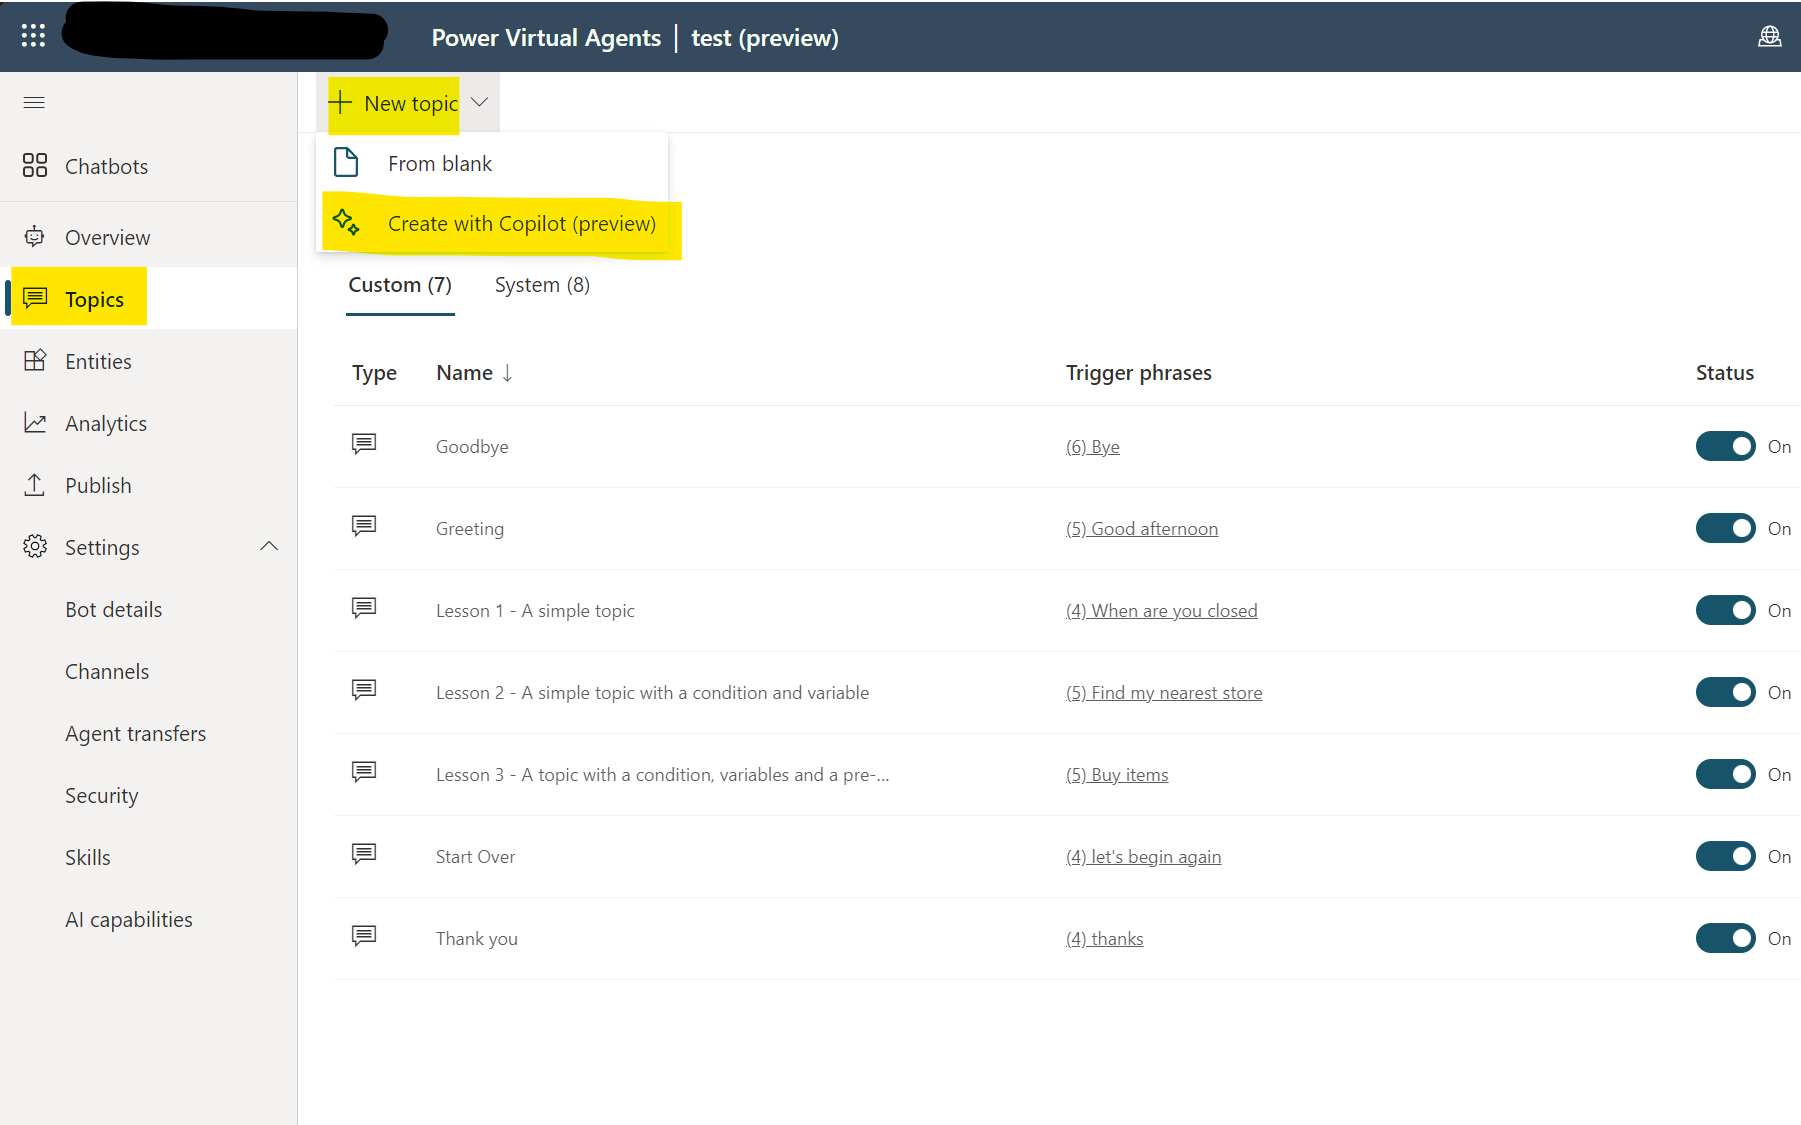 Power Virtual Agents | test (preview)
New topic
From blank
Create with Copilot (preview)
Chatbots
Overview
Topics
Entities
Analytics
Publish
Settings
Bot details
Channels
Agent transfers
Security
Skills
AI capabilities
Custom (7) System (8)
Type Name ↓ Trigger phrases Status
Goodbye (6) Bye On
Greeting (5) Good afternoon On
Lesson 1 - A simple topic (4) When are you closed On
Lesson 2 - A simple topic with a condition and variable (5) Find my nearest store On
Lesson 3 - A topic with a condition, variables and a pre-... (5) Buy items On
Start Over (4) let's begin again On
Thank you (4) thanks On